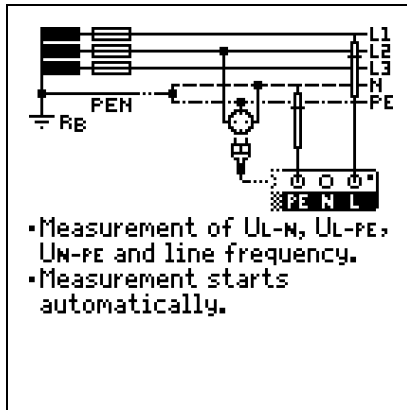 L1
L2
L3
N
PEN
PE
RB
PE N L
▪Measurement of UL-N, UL-PE,
UN-PE and line frequency.
▪Measurement starts
automatically.